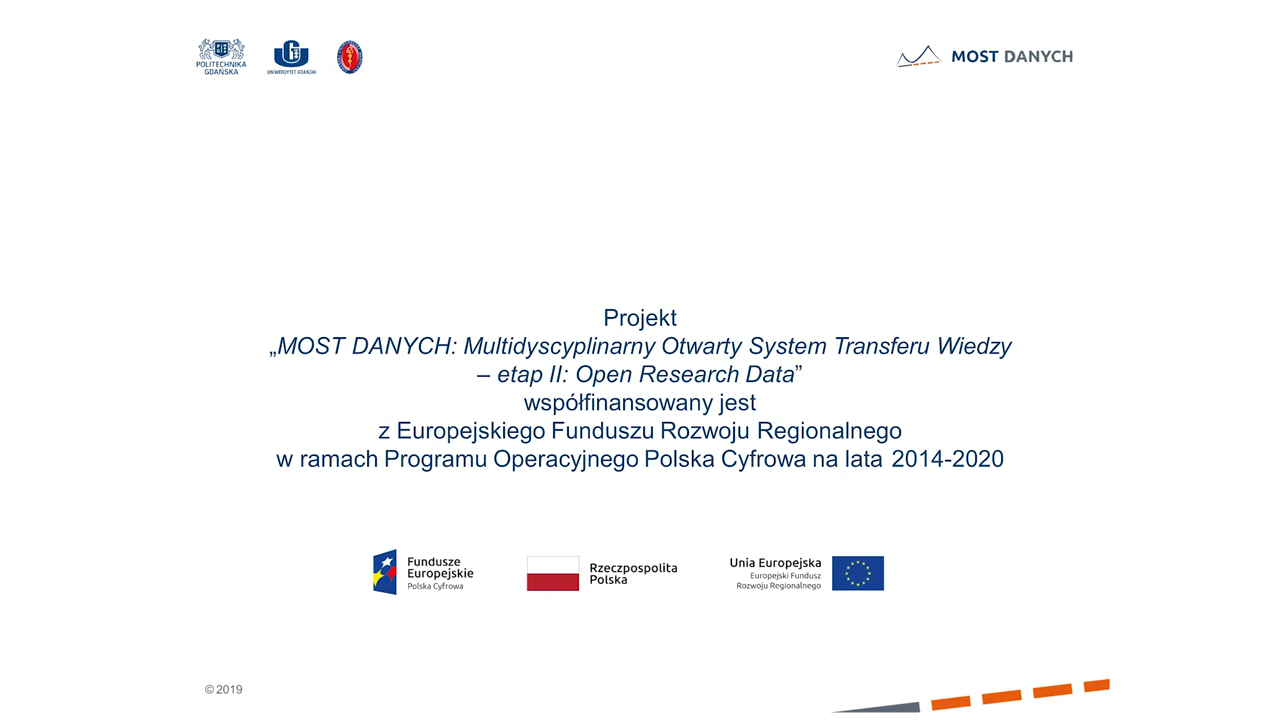 POLITECHNIKA
GDAŃSKA
UNIWERSYTET GDAŃSKI
MOST DANYCH
Projekt
„MOST DANYCH: Multidyscyplinarny Otwarty System Transferu Wiedzy
– etap II: Open Research Data”
współfinansowany jest
z Europejskiego Funduszu Rozwoju Regionalnego
w ramach Programu Operacyjnego Polska Cyfrowa na lata 2014-2020
Fundusze
Europejskie
Polska Cyfrowa
Rzeczpospolita
Polska
Unia Europejska
Europejski Fundusz
Rozwoju Regionalnego
© 2019